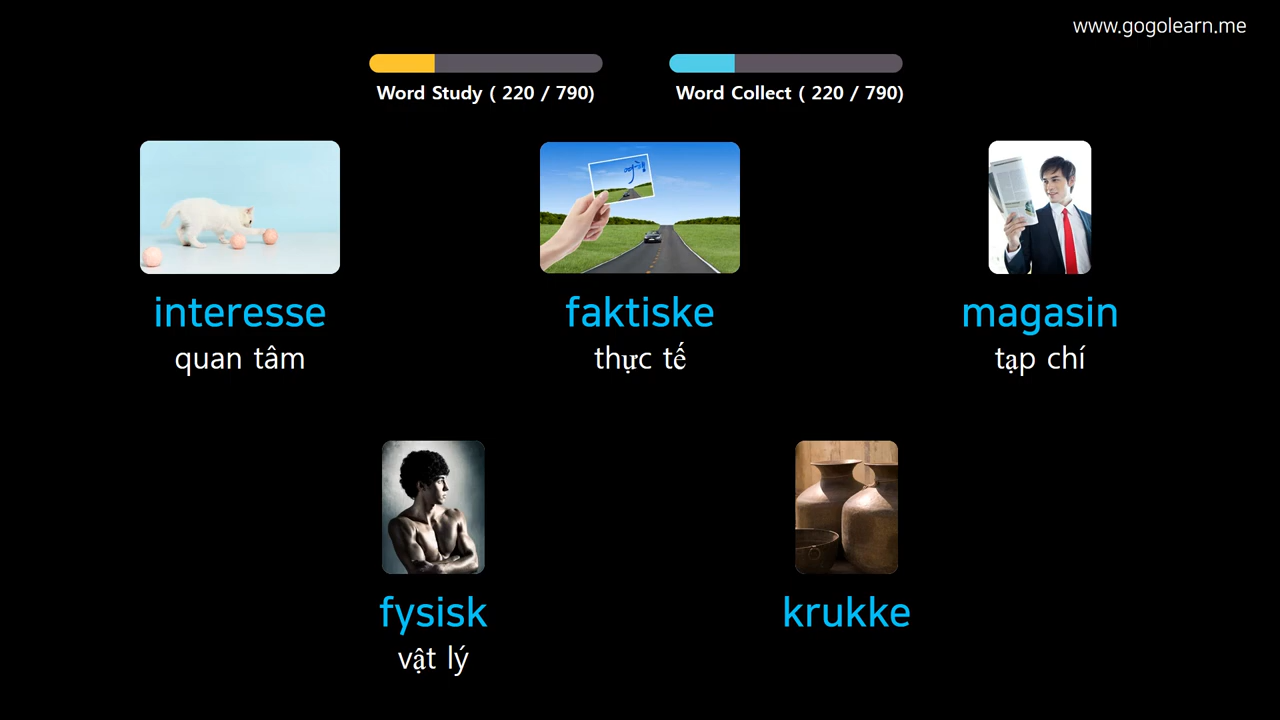 www.gogolearn.me
Word Study ( 220 / 790)
Word Collect ( 220 / 790)
interesse
quan tâm
faktiske
thực tế
magasin
tạp chí
fysisk
vật lý
krukke